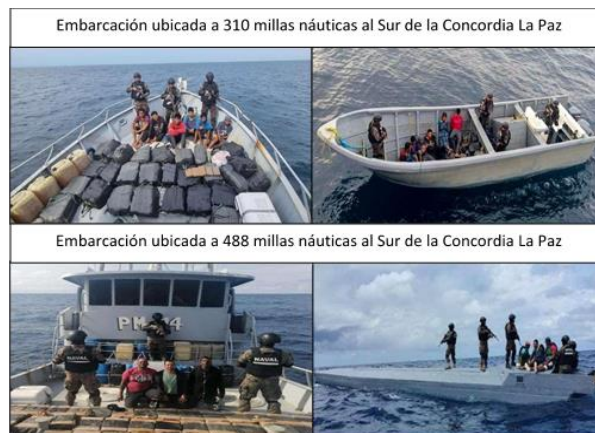 Embarcación ubicada a 310 millas náuticas al Sur de la Concordia La Paz
Embarcación ubicada a 488 millas náuticas al Sur de la Concordia La Paz
NAVAL
NAVAL